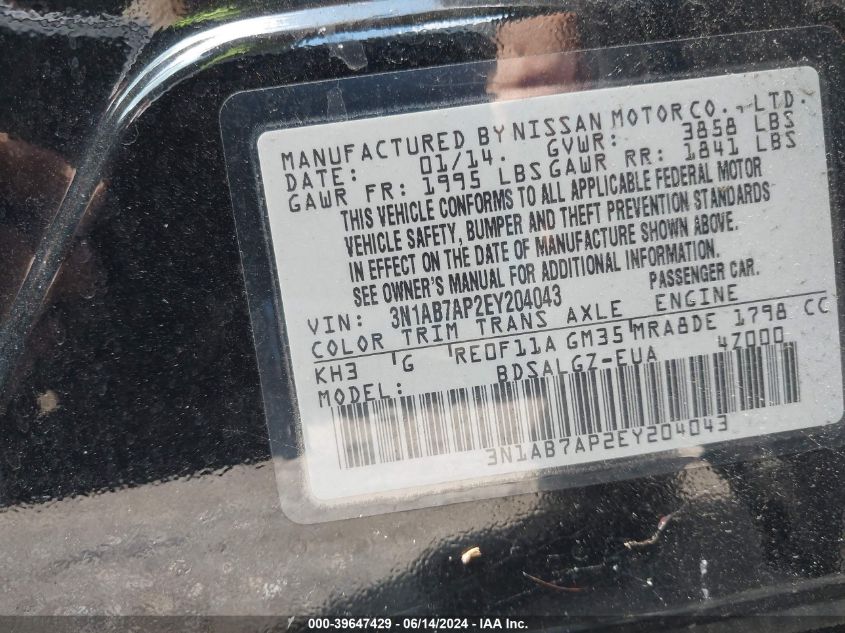 MANUFACTURED BY NISSAN MOTOR CO., LTD.
DATE: 01/14. GVWR: 3858 LBS
GAWR FR: 1995 LBS GAWR RR: 1841 LBS
THIS VEHICLE CONFORMS TO ALL APPLICABLE FEDERAL MOTOR
VEHICLE SAFETY, BUMPER AND THEFT PREVENTION STANDARDS
IN EFFECT ON THE DATE OF MANUFACTURE SHOWN ABOVE.
SEE OWNER'S MANUAL FOR ADDITIONAL INFORMATION.
VIN: 3N1AB7AP2EY204043 PASSENGER CAR.
COLOR TRIM TRANS AXLE ENGINE
KH3 G RE0F11A GM35 MRA8DE 1798 CC
MODEL: BDSALGZ-EUA 47000
3N1AB7AP2EY204043
000-39647429 - 06/14/2024 - IAAI Inc.